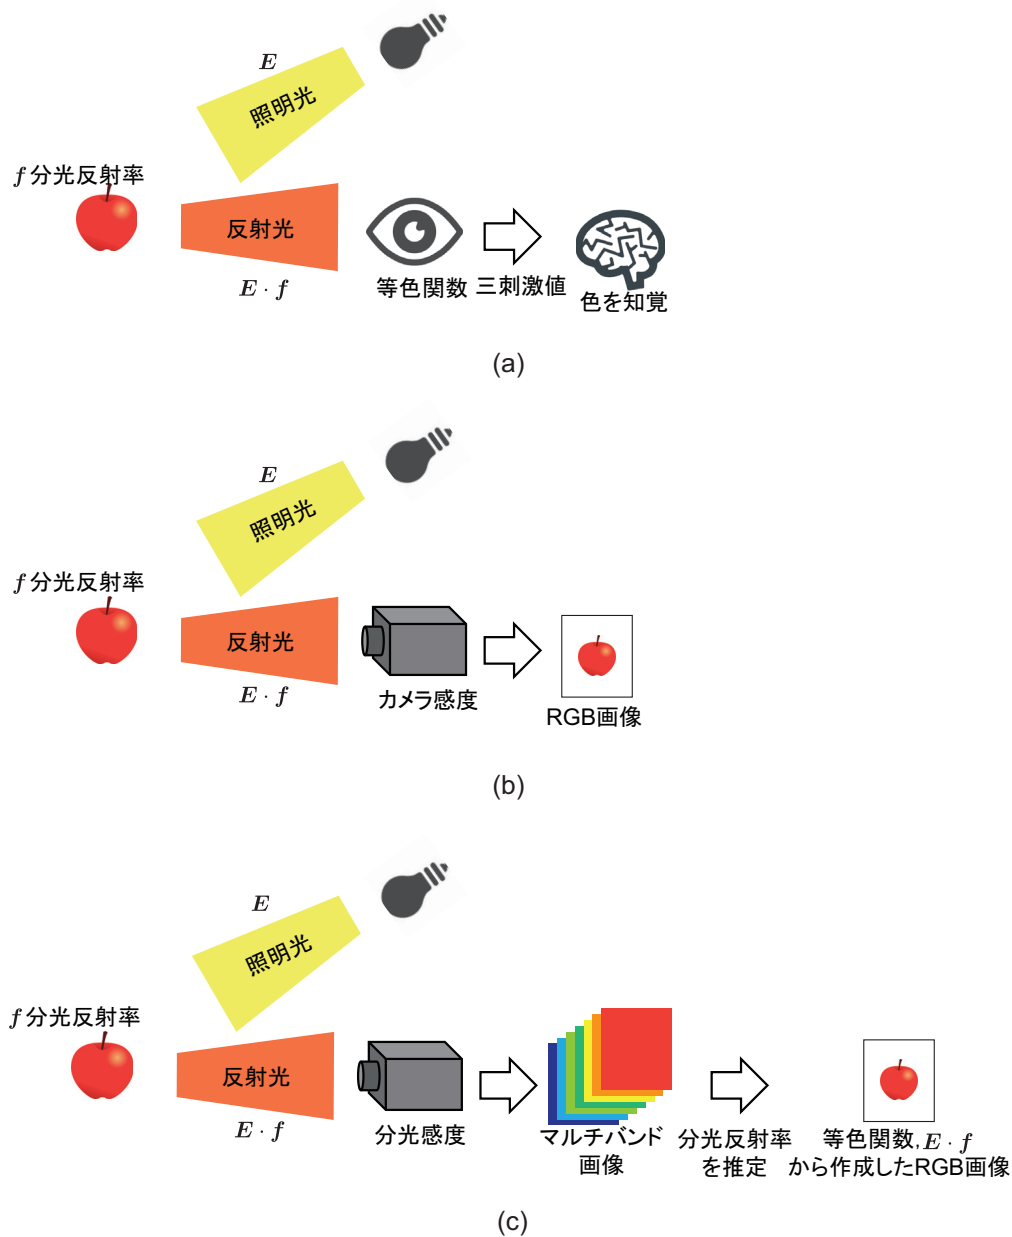 E
照明光
f 分光反射率
反射光
E · f
等色関数
三刺激値
色を知覚
(a)
E
照明光
f 分光反射率
反射光
E · f
カメラ感度
RGB画像
(b)
E
照明光
f 分光反射率
反射光
E · f
分光感度
マルチバンド
画像
分光反射率
を推定
等色関数, E · f
から作成したRGB画像
(c)